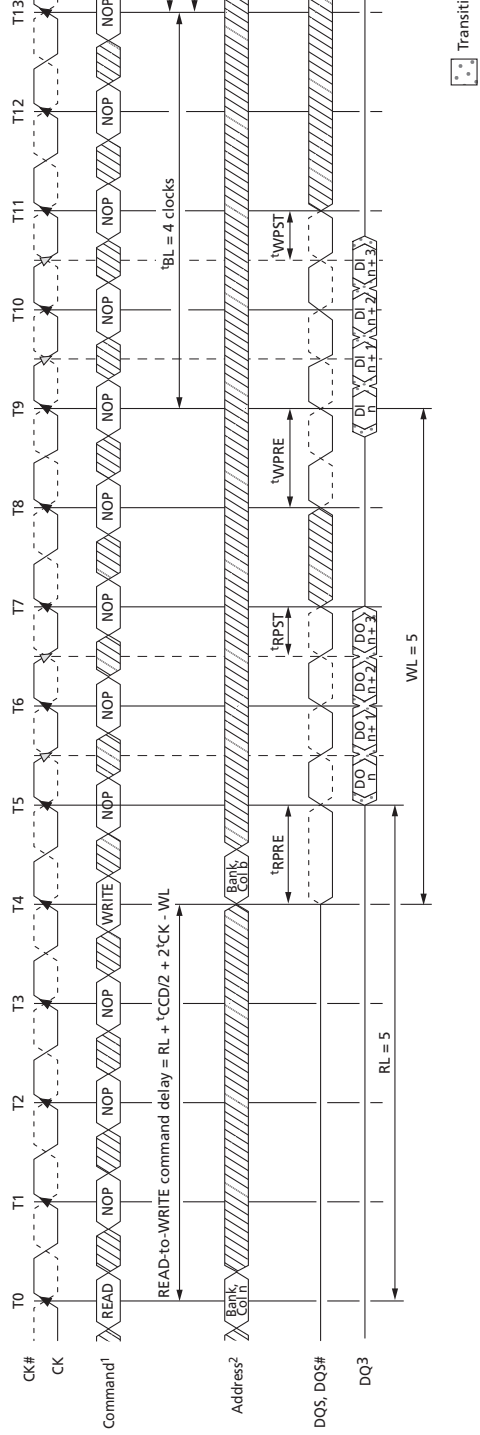 T0 T1 T2 T3 T4 T5 T6 T7 T8 T9 T10 T11 T12 T13
CK#
CK
Command1 READ NOP NOP NOP WRITE NOP NOP NOP NOP NOP NOP NOP NOP NOP
READ-to-WRITE command delay = RL + tCCD/2 + 2tCK - WL
tBL = 4 clocks
Address2 Bank, Col n Bank, Col b
tRPRE tRPST tWPRE tWPST
DQS, DQS#
DQ3 DO n DO n + 1 DO n + 2 DO n + 3 DI n DI n + 1 DI n + 2 DI n + 3
WL = 5
RL = 5